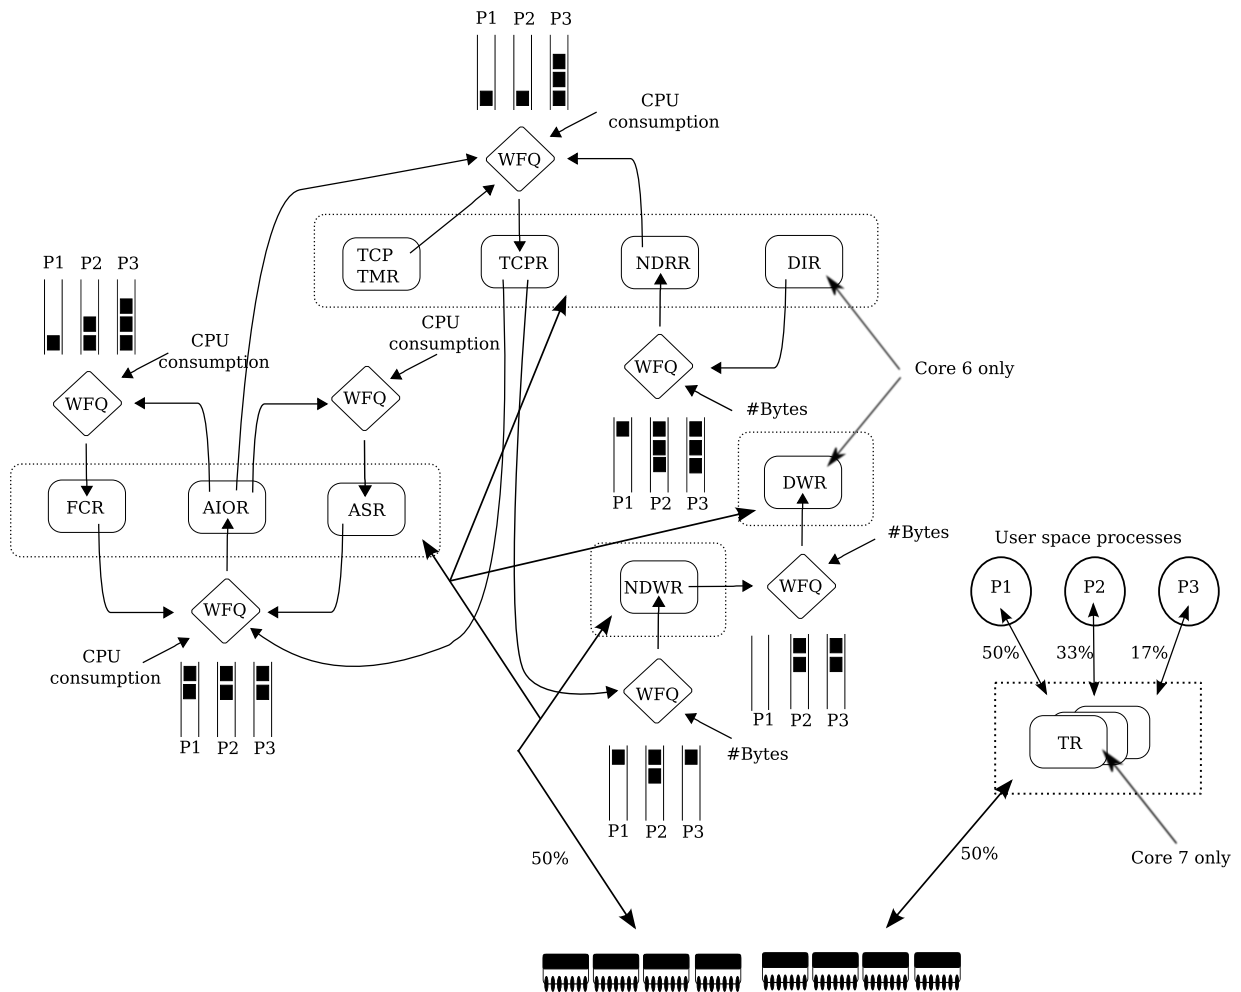 P1 P2 P3
CPU
consumption
WFQ
TCP
TMR
TCPR
NDRR
DIR
P1 P2 P3
CPU
consumption
CPU
consumption
WFQ
WFQ
WFQ
Core 6 only
#Bytes
P1 P2 P3
FCR
AIOR
ASR
DWR
#Bytes
User space processes
P1
P2
P3
NDWR
WFQ
WFQ
CPU
consumption
50%
33%
17%
WFQ
P1 P2 P3
P1 P2 P3
TR
#Bytes
P1 P2 P3
50%
50%
Core 7 only